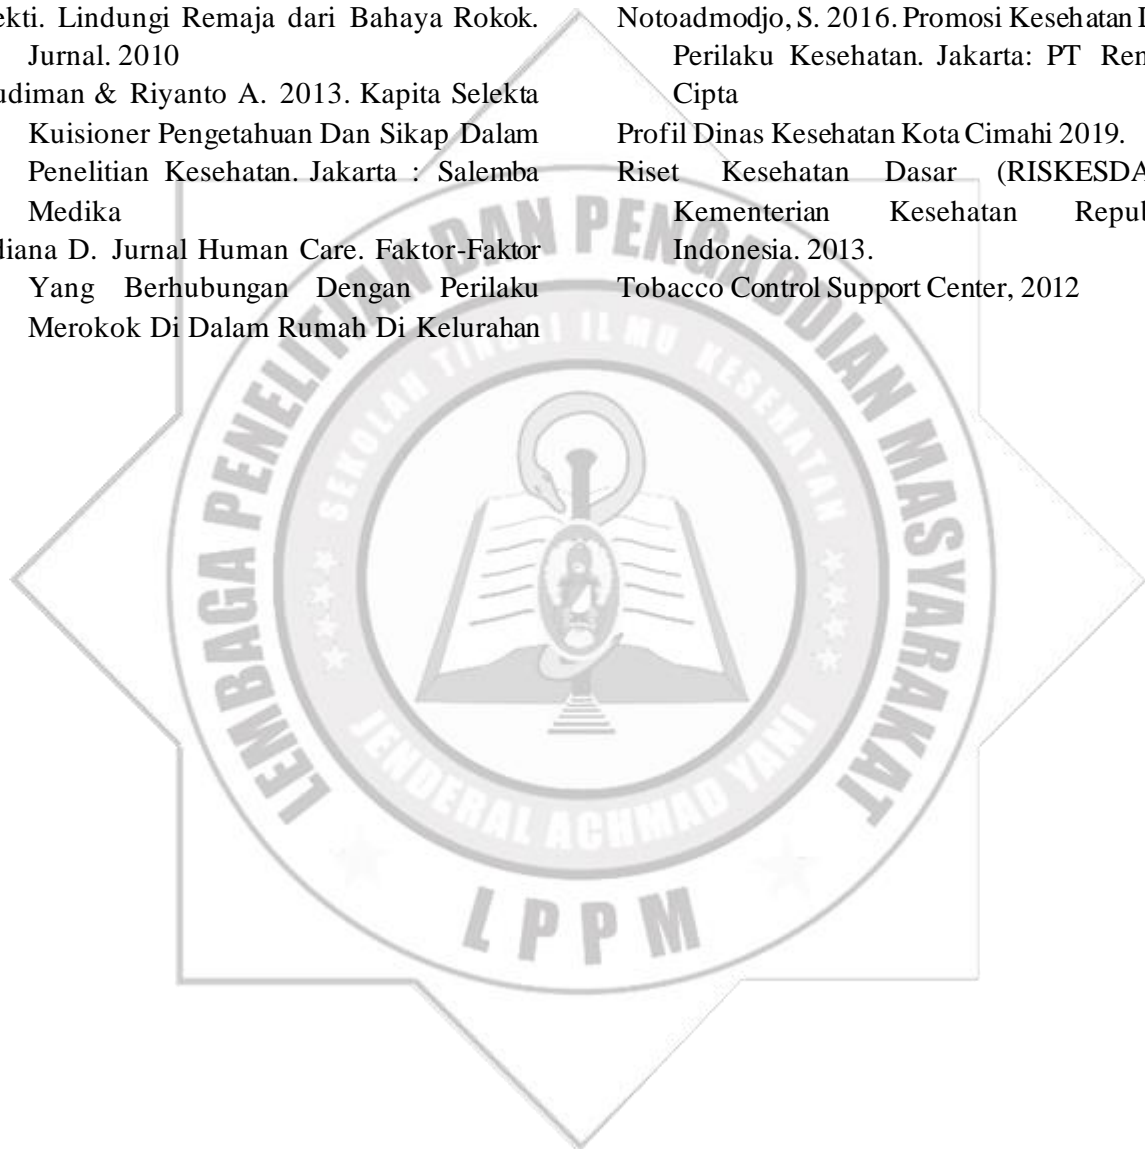 ekti. Lindungi Remaja dari Bahaya Rokok.
Jurnal. 2010
udiman & Riyanto A. 2013. Kapita Selekta
Kuisioner Pengetahuan Dan Sikap Dalam
Penelitian Kesehatan. Jakarta : Salemba
Medika
diana D. Jurnal Human Care. Faktor-Faktor
Yang Berhubungan Dengan Perilaku
Merokok Di Dalam Rumah Di Kelurahan
Notoadmodjo, S. 2016. Promosi Kesehatan
Perilaku Kesehatan. Jakarta: PT Ren
Cipta
Profil Dinas Kesehatan Kota Cimahi 2019.
Riset Kesehatan Dasar (RISKESDA
Kementerian Kesehatan Repub
Indonesia. 2013.
Tobacco Control Support Center, 2012
LEMBAGA PENELITIAN DAN PENGABDIAN MASYARAKAT
SEKOLAH TINGGI ILMU KESEHATAN
JENDERAL ACHMAD YANI
LPPM